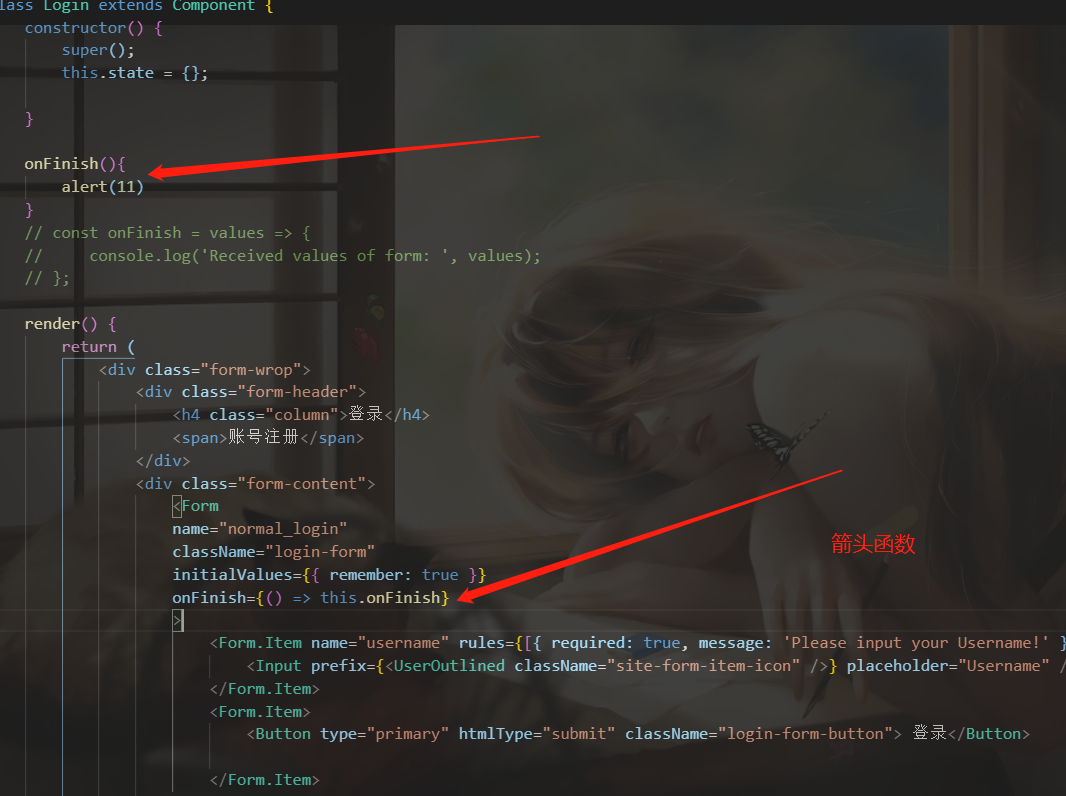 lass Login extends Component {
constructor() {
super();
this.state = {};
}
onFinish(){
alert(11)
}
// const onFinish = values => {
//     console.log('Received values of form: ', values);
// };
render() {
return (
<div class="form-wrop">
<div class="form-header">
<h4 class="column">登录</h4>
<span>账号注册</span>
</div>
<div class="form-content">
<Form
name="normal_login"
className="login-form"
initialValues={{ remember: true }}
onFinish={() => this.onFinish}
>
箭头函数
<Form.Item name="username" rules={[{ required: true, message: 'Please input your Username!' }
<Input prefix={<UserOutlined className="site-form-item-icon" />} placeholder="Username" /
</Form.Item>
<Form.Item>
<Button type="primary" htmlType="submit" className="login-form-button"> 登录</Button>
</Form.Item>